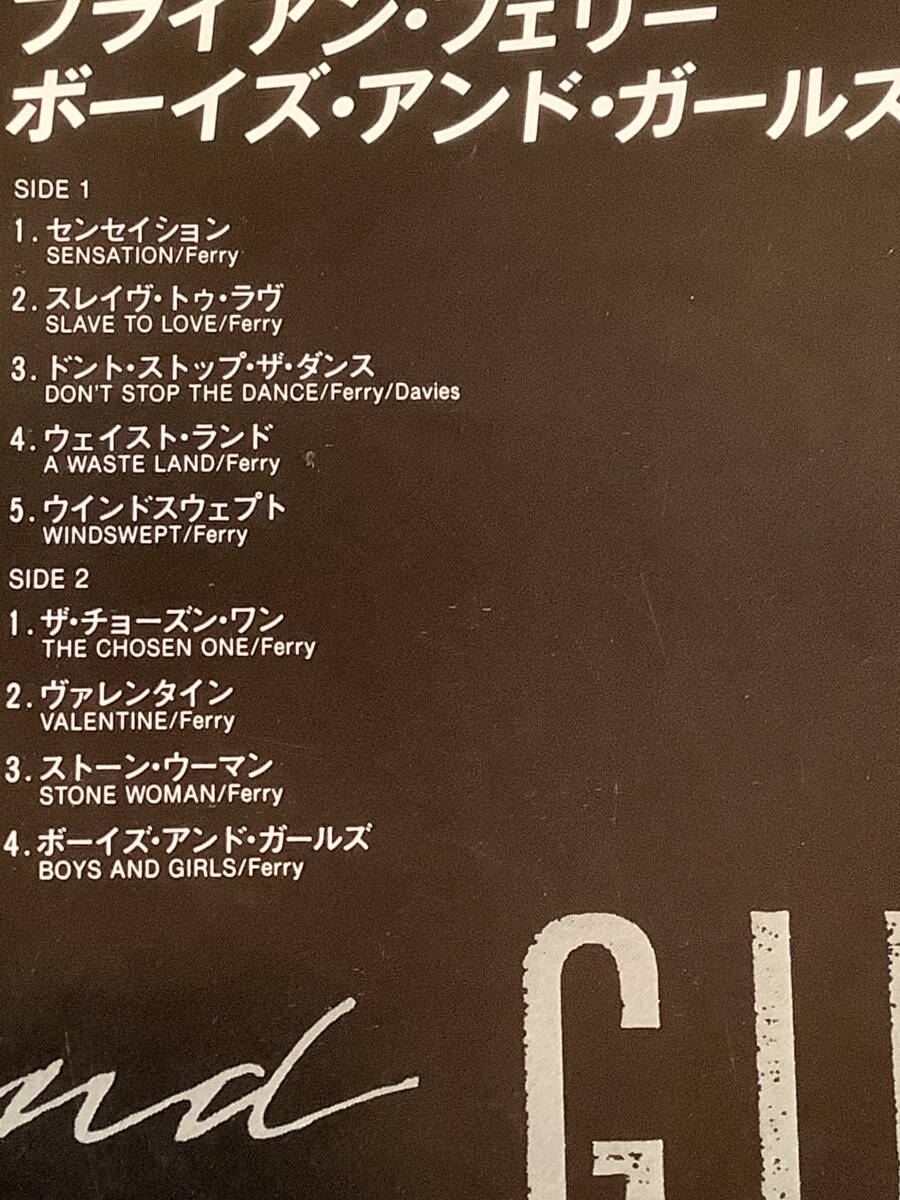 ブライアン・フェリー
ボーイズ・アンド・ガールズ
SIDE 1
1. センセイション
SENSATION/Ferry
2. スレイヴ・トゥ・ラヴ
SLAVE TO LOVE/Ferry
3. ドント・ストップ・ザ・ダンス
DON'T STOP THE DANCE/Ferry/Davies
4. ウェイスト・ランド
A WASTE LAND/Ferry
5. ウインドスウェプト
WINDSWEPT/Ferry
SIDE 2
1. ザ・チョーズン・ワン
THE CHOSEN ONE/Ferry
2. ヴァレンタイン
VALENTINE/Ferry
3. ストーン・ウーマン
STONE WOMAN/Ferry
4. ボーイズ・アンド・ガールズ
BOYS AND GIRLS/Ferry
nd GI